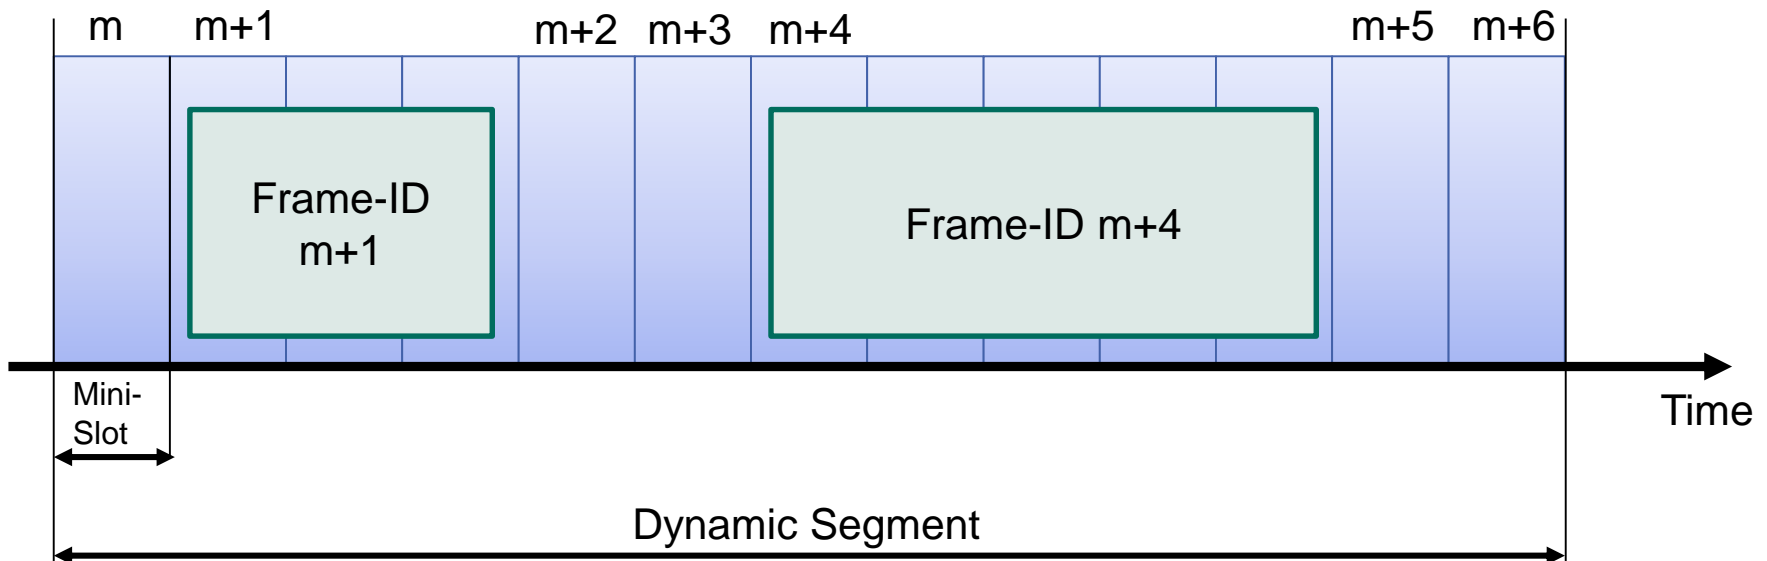 m m+1 m+2 m+3 m+4 m+5 m+6
Frame-ID
m+1
Frame-ID m+4
Mini-
Slot
Time
Dynamic Segment